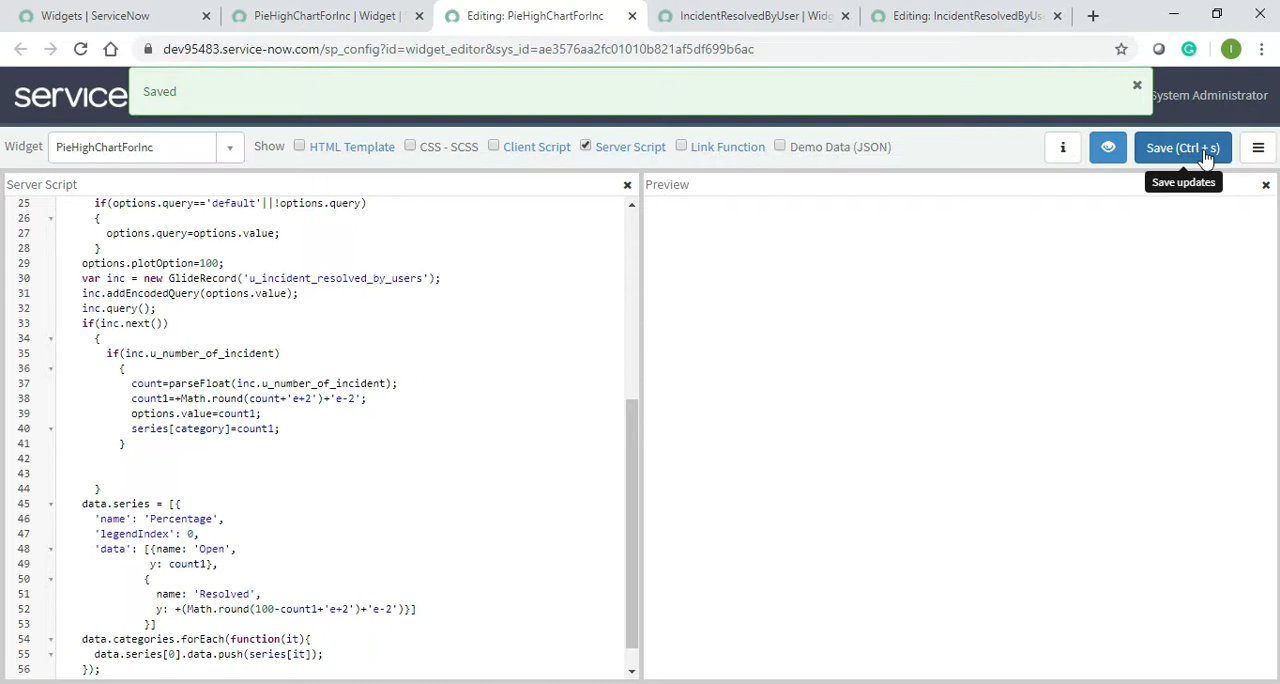 Widgets | ServiceNow
PieHighChartForInc | Widget |
Editing: PieHighChartForInc
IncidentResolvedByUser | Widg
Editing: IncidentResolvedByUs
dev95483.service-now.com/sp_config?id=widget_editor&sys_id=ae3576aa2fc01010b821af5df699b6ac
I
service
Saved
System Administrator
Widget PieHighChartForInc Show HTML Template CSS - SCSS Client Script Server Script Link Function Demo Data (JSON) Save (Ctrl + s)
Save updates
Server Script
Preview
25 if(options.query=='default'||!options.query)
26 {
27 options.query=options.value;
28 }
29 options.plotOption=100;
30 var inc = new GlideRecord('u_incident_resolved_by_users');
31 inc.addEncodedQuery(options.value);
32 inc.query();
33 if(inc.next())
34 {
35 if(inc.u_number_of_incident)
36 {
37 count=parseFloat(inc.u_number_of_incident);
38 count1=+Math.round(count+'e+2')+'e-2';
39 options.value=count1;
40 series[category]=count1;
41 }
42
43
44 }
45 data.series = [{
46 'name': 'Percentage',
47 'legendIndex': 0,
48 'data': [{name: 'Open',
49 y: count1},
50 {
51 name: 'Resolved',
52 y: +(Math.round(100-count1+'e+2')+'e-2')}]
53 }]
54 data.categories.forEach(function(it){
55 data.series[0].data.push(series[it]);
56 });